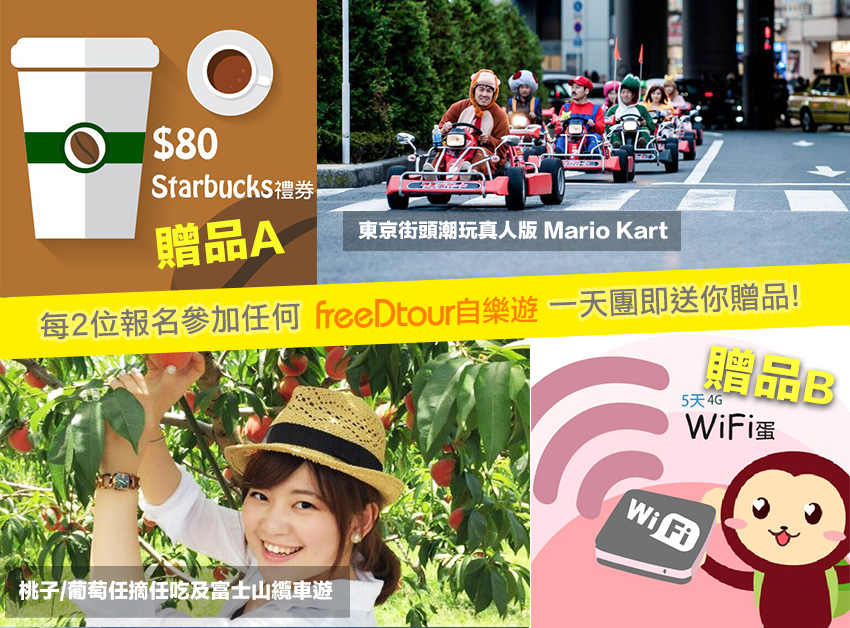 $80
Starbucks禮券
贈品A
東京街頭潮玩真人版 Mario Kart
每2位報名參加任何 freeDtour自樂遊 一天團即送你贈品!
贈品B
5天 4G
WiFi蛋
WiFi
桃子/葡萄任摘任吃及富士山纜車遊